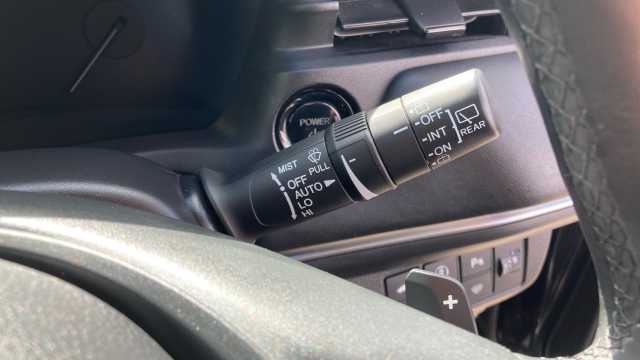 POWER
OFF
INT
ON
REAR
MIST
PULL
OFF
AUTO
LO
HI
+